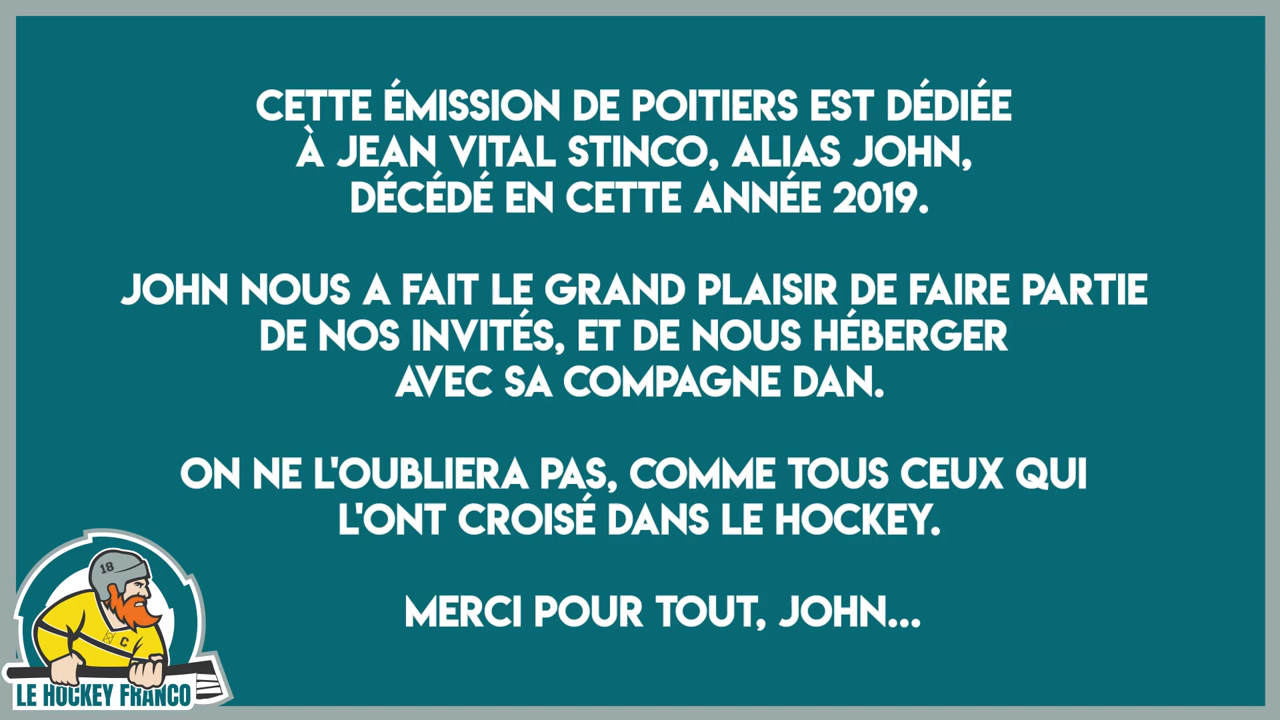 CETTE ÉMISSION DE POITIERS EST DÉDIÉE
À JEAN VITAL STINCO, ALIAS JOHN,
DÉCÉDÉ EN CETTE ANNÉE 2019.
JOHN NOUS A FAIT LE GRAND PLAISIR DE FAIRE PARTIE
DE NOS INVITÉS, ET DE NOUS HÉBERGER
AVEC SA COMPAGNE DAN.
ON NE L'OUBLIERA PAS, COMME TOUS CEUX QUI
L'ONT CROISÉ DANS LE HOCKEY.
MERCI POUR TOUT, JOHN...
18
C
LE HOCKEY FRANCO